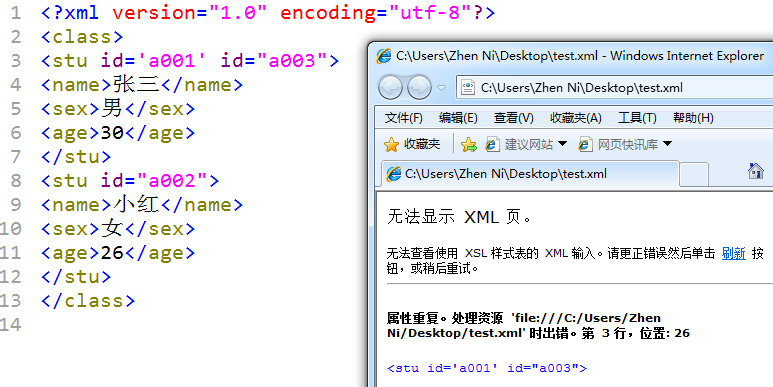 1 <?xml version="1.0" encoding="utf-8"?>
2 <class>
3 <stu id='a001' id="a003">
4 <name>张三</name>
5 <sex>男</sex>
6 <age>30</age>
7 </stu>
8 <stu id="a002">
9 <name>小红</name>
10 <sex>女</sex>
11 <age>26</age>
12 </stu>
13 </class>
14
C:\Users\Zhen Ni\Desktop\test.xml - Windows Internet Explorer
C:\Users\Zhen Ni\Desktop\test.xml
文件(F) 编辑(E) 查看(V) 收藏夹(A) 工具(T) 帮助(H)
收藏夹 建议网站 网页快讯库
C:\Users\Zhen Ni\Desktop\test.xml
无法显示 XML 页。
无法查看使用 XSL 样式表的 XML 输入。请更正错误然后单击 刷新 按
钮，或稍后重试。
属性重复。处理资源 'file:///C:/Users/Zhen
Ni/Desktop/test.xml' 时出错。第 3 行，位置: 26
<stu id='a001' id="a003">